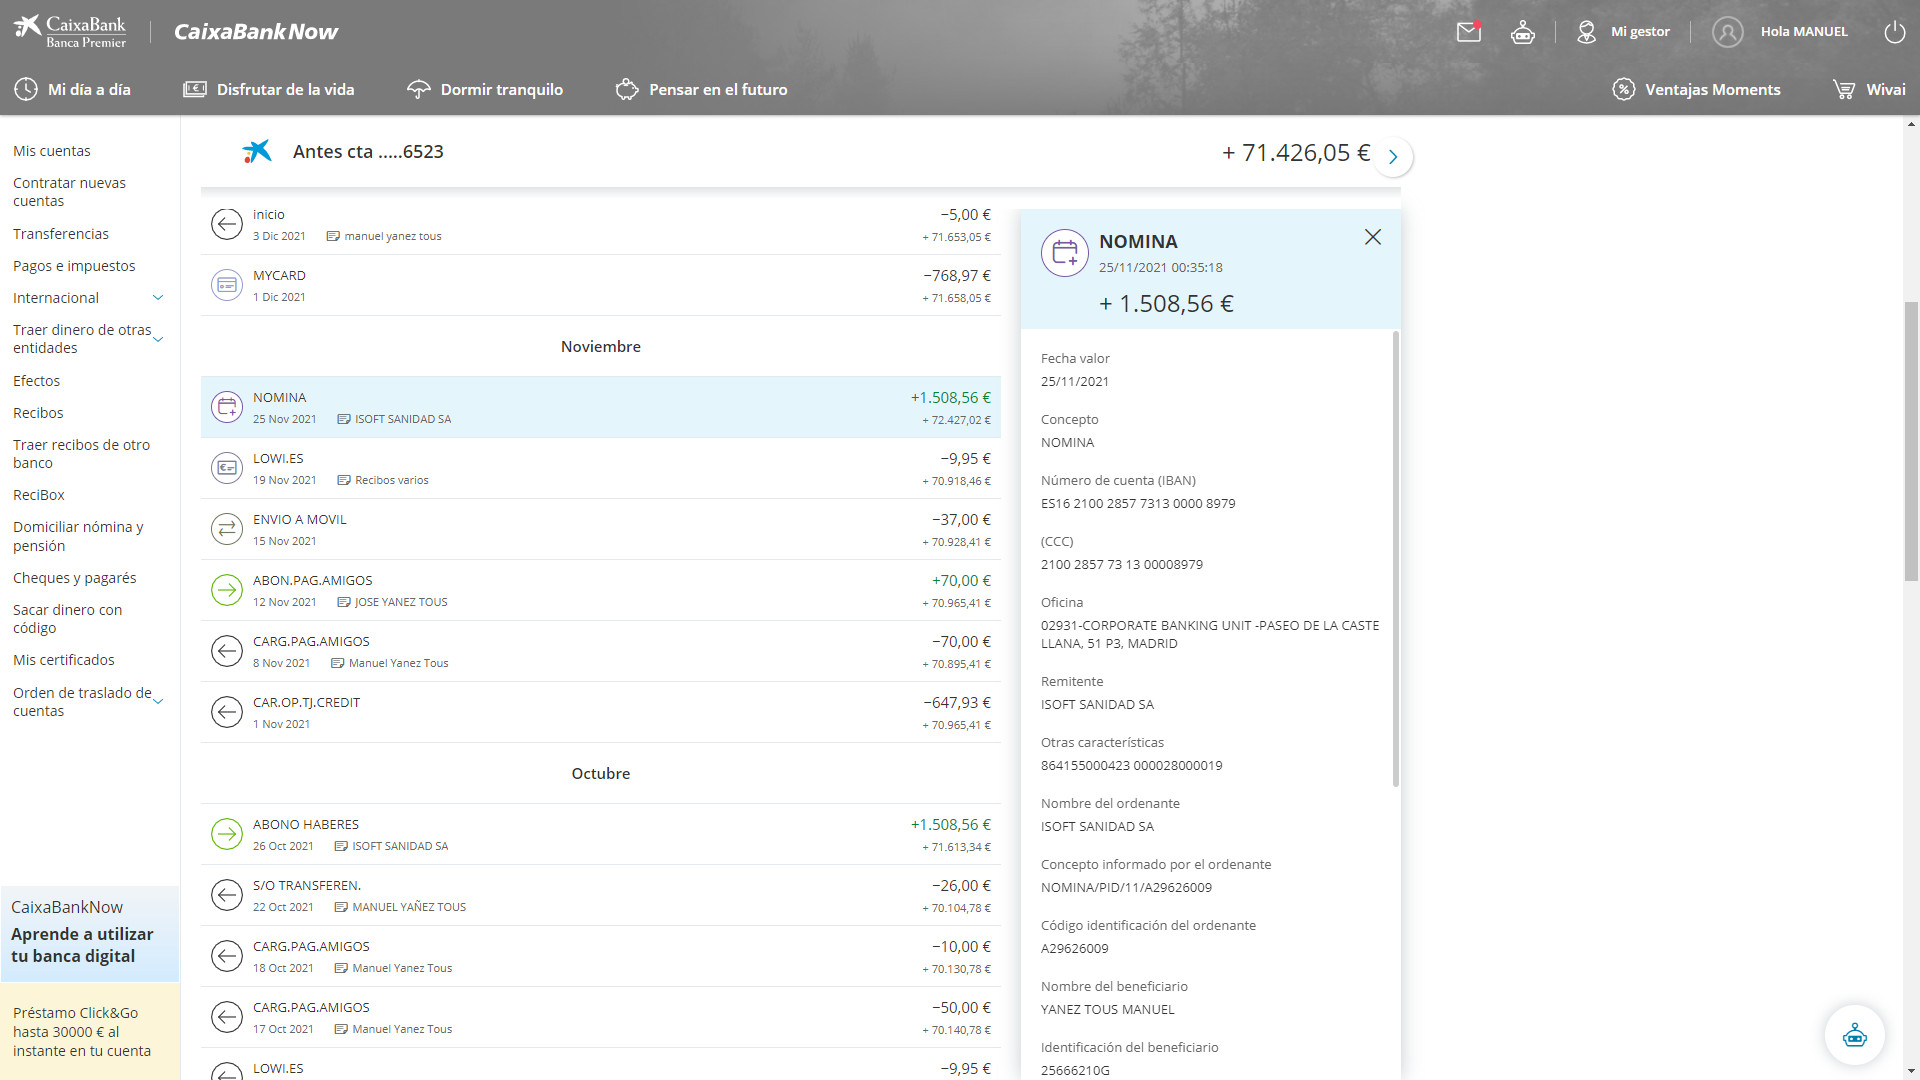 CaixaBank
Banca Premier
CaixaBankNow
Mi gestor
Hola MANUEL
Mi día a día
Disfrutar de la vida
Dormir tranquilo
Pensar en el futuro
Ventajas Moments
Wivai
Mis cuentas
Contratar nuevas
cuentas
Transferencias
Pagos e impuestos
Internacional
Traer dinero de otras
entidades
Efectos
Recibos
Traer recibos de otro
banco
ReciBox
Domiciliar nómina y
pensión
Cheques y pagarés
Sacar dinero con
código
Mis certificados
Orden de traslado de
cuentas
CaixaBankNow
Aprende a utilizar
tu banca digital
Préstamo Click&Go
hasta 30000 € al
instante en tu cuenta
Antes cta .....6523
+ 71.426,05 €
inicio
−5,00 €
3 Dic 2021
manuel yanez tous
+ 71.653,05 €
MYCARD
−768,97 €
1 Dic 2021
+ 71.658,05 €
Noviembre
NOMINA
+1.508,56 €
25 Nov 2021
ISOFT SANIDAD SA
+ 72.427,02 €
LOWI.ES
−9,95 €
19 Nov 2021
Recibos varios
+ 70.918,46 €
ENVIO A MOVIL
−37,00 €
15 Nov 2021
+ 70.928,41 €
ABON.PAG.AMIGOS
+70,00 €
12 Nov 2021
JOSE YANEZ TOUS
+ 70.965,41 €
CARG.PAG.AMIGOS
−70,00 €
8 Nov 2021
Manuel Yanez Tous
+ 70.895,41 €
CAR.OP.TJ.CREDIT
−647,93 €
1 Nov 2021
+ 70.965,41 €
Octubre
ABONO HABERES
+1.508,56 €
26 Oct 2021
ISOFT SANIDAD SA
+ 71.613,34 €
S/O TRANSFEREN.
−26,00 €
22 Oct 2021
MANUEL YAÑEZ TOUS
+ 70.104,78 €
CARG.PAG.AMIGOS
−10,00 €
18 Oct 2021
Manuel Yanez Tous
+ 70.130,78 €
CARG.PAG.AMIGOS
−50,00 €
17 Oct 2021
Manuel Yanez Tous
+ 70.140,78 €
LOWI.ES
−9,95 €
NOMINA
25/11/2021 00:35:18
+ 1.508,56 €
Fecha valor
25/11/2021
Concepto
NOMINA
Número de cuenta (IBAN)
ES16 2100 2857 7313 0000 8979
(CCC)
2100 2857 73 13 00008979
Oficina
02931-CORPORATE BANKING UNIT -PASEO DE LA CASTE
LLANA, 51 P3, MADRID
Remitente
ISOFT SANIDAD SA
Otras características
864155000423 000028000019
Nombre del ordenante
ISOFT SANIDAD SA
Concepto informado por el ordenante
NOMINA/PID/11/A29626009
Código identificación del ordenante
A29626009
Nombre del beneficiario
YANEZ TOUS MANUEL
Identificación del beneficiario
25666210G